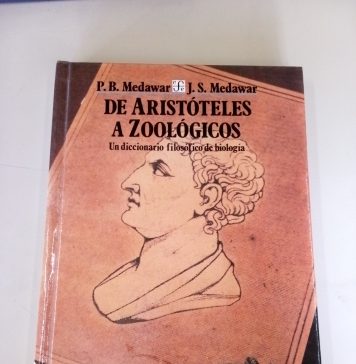 P. B. Medawar J. S. Medawar
DE ARISTÓTELES
A ZOOLÓGICOS
Un diccionario filosófico de biología